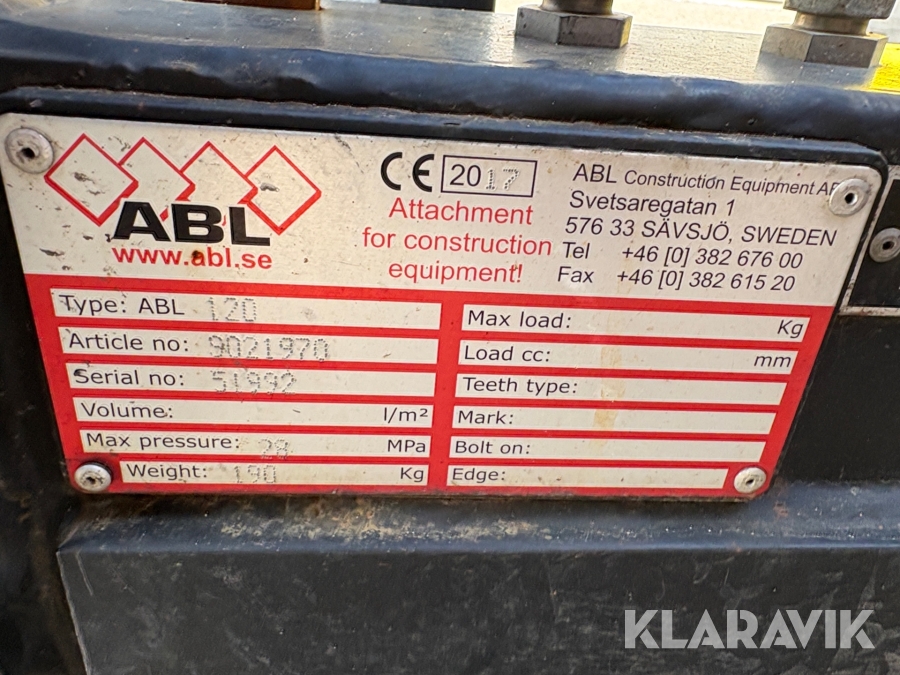 ABL
www.abl.se
CE 2017
Attachment
for construction
equipment!
ABL Construction Equipment AB
Svetsaregatan 1
576 33 SÄVSJÖ, SWEDEN
Tel +46 [0] 382 676 00
Fax +46 [0] 382 615 20
Type: ABL 120
Article no: 9021970
Serial no: 51992
Volume: l/m²
Max pressure: 28 MPa
Weight: 190 Kg
Max load: Kg
Load cc: mm
Teeth type:
Mark:
Bolt on:
Edge:
KLARAVIK